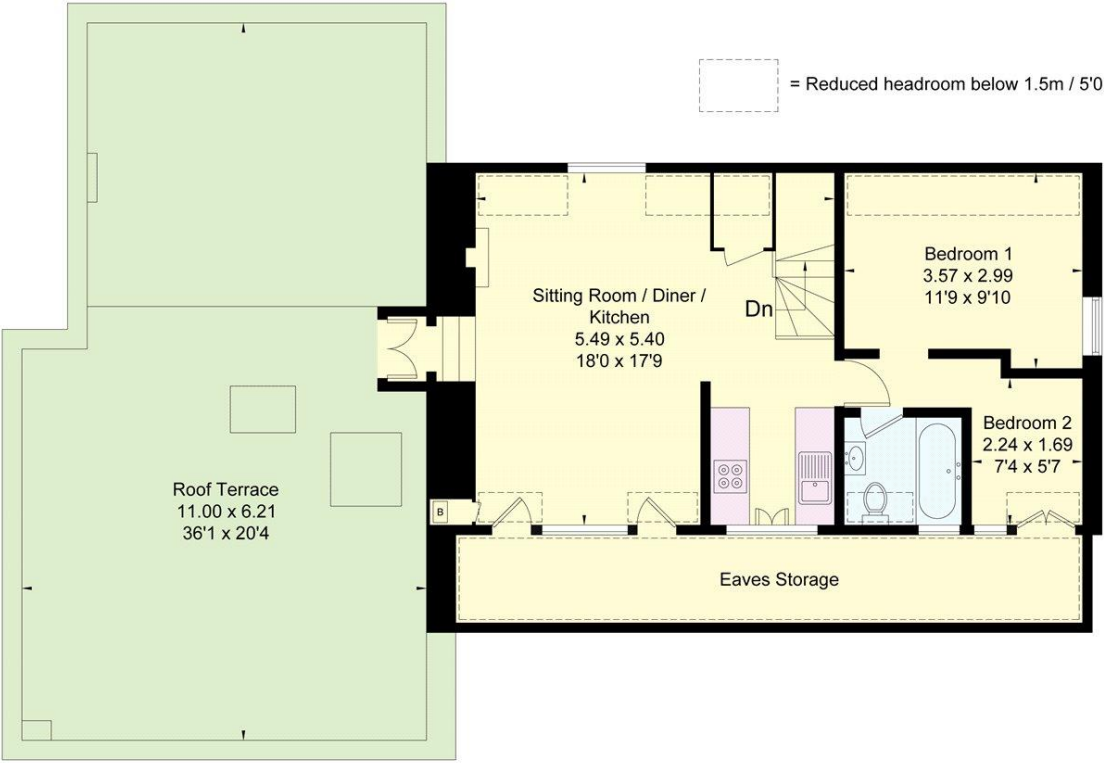 = Reduced headroom below 1.5m / 5'0
Bedroom 1
3.57 x 2.99
11'9 x 9'10
Sitting Room / Diner /
Kitchen
5.49 x 5.40
18'0 x 17'9
Dn
Bedroom 2
2.24 x 1.69
7'4 x 5'7
Roof Terrace
11.00 x 6.21
36'1 x 20'4
B
Eaves Storage